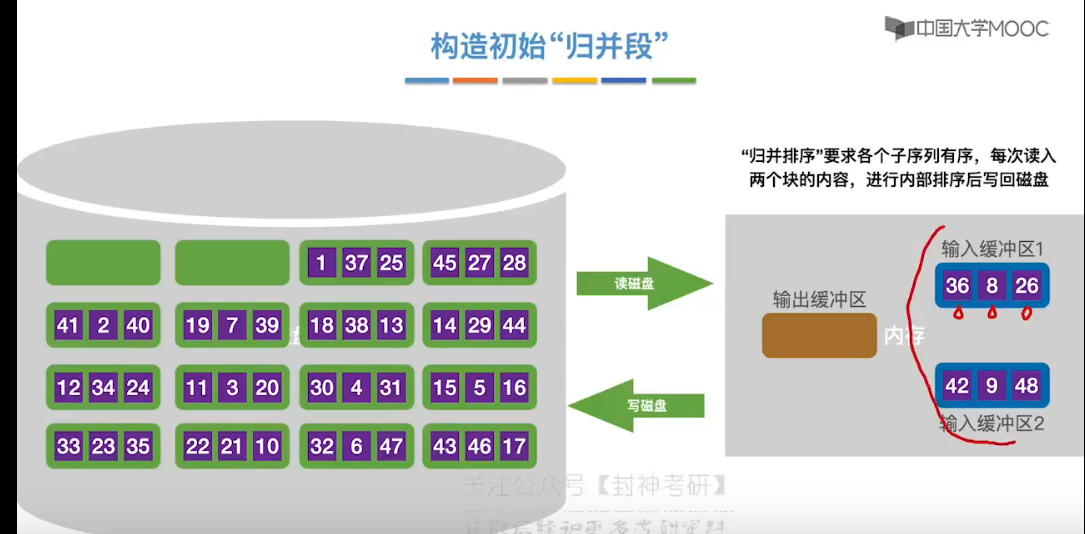 中国大学MOOC
构造初始“归并段”
“归并排序”要求各个子序列有序，每次读入
两个块的内容，进行内部排序后写回磁盘
1 37 25 45 27 28
41 2 40 19 7 39 18 38 13 14 29 44
12 34 24 11 3 20 30 4 31 15 5 16
33 23 35 22 21 10 32 6 47 43 46 17
读磁盘
写磁盘
输出缓冲区
内存
输入缓冲区1
36 8 26
42 9 48
输入缓冲区2
关注公众号【封神考研】